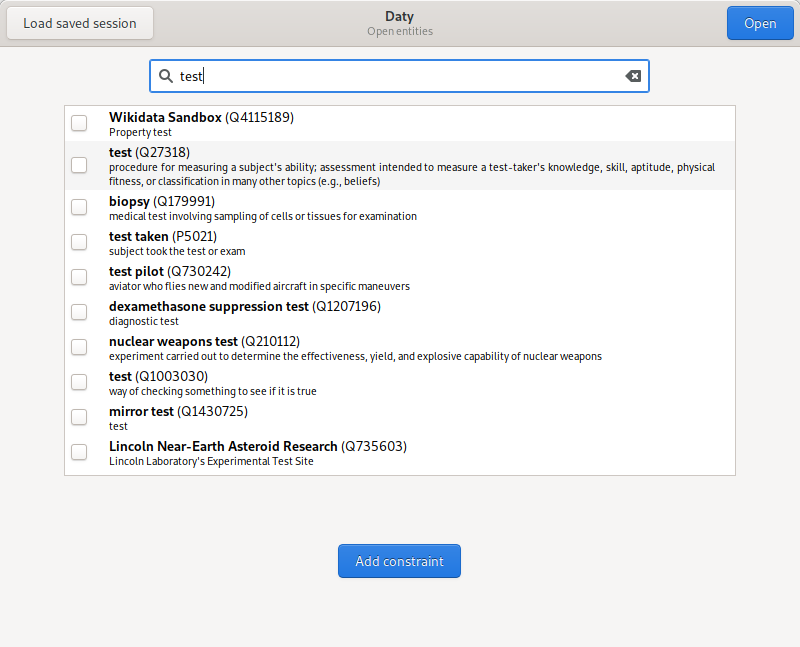 Load saved session
Daty
Open entities
Open
test
Wikidata Sandbox (Q4115189)
Property test
test (Q27318)
procedure for measuring a subject's ability; assessment intended to measure a test-taker's knowledge, skill, aptitude, physical
fitness, or classification in many other topics (e.g., beliefs)
biopsy (Q179991)
medical test involving sampling of cells or tissues for examination
test taken (P5021)
subject took the test or exam
test pilot (Q730242)
aviator who flies new and modified aircraft in specific maneuvers
dexamethasone suppression test (Q1207196)
diagnostic test
nuclear weapons test (Q210112)
experiment carried out to determine the effectiveness, yield, and explosive capability of nuclear weapons
test (Q1003030)
way of checking something to see if it is true
mirror test (Q1430725)
test
Lincoln Near-Earth Asteroid Research (Q735603)
Lincoln Laboratory's Experimental Test Site
Add constraint